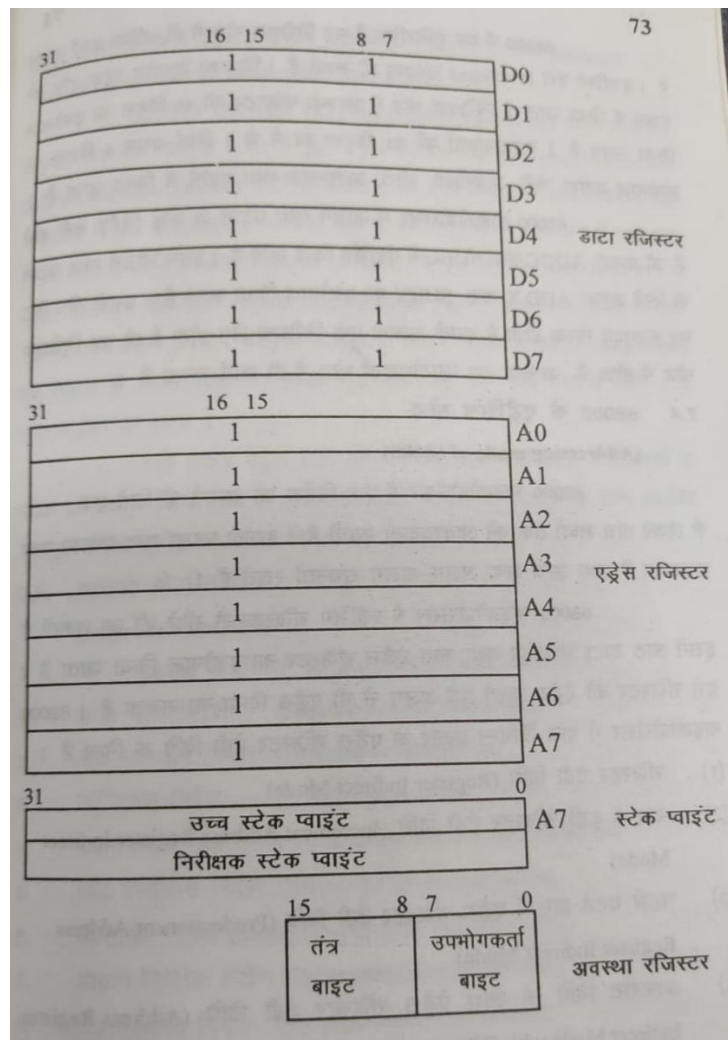 73
31 16 15 8 7
1 1 D0
1 1 D1
1 1 D2
1 1 D3
1 1 D4 डाटा रजिस्टर
1 1 D5
1 1 D6
1 1 D7
31 16 15
1 A0
1 A1
1 A2
1 A3 एड्रेस रजिस्टर
1 A4
1 A5
1 A6
1 A7
31 0
उच्च स्टेक प्वाइंट A7 स्टेक प्वाइंट
निरीक्षक स्टेक प्वाइंट
15 8 7 0
तंत्र उपभोगकर्ता अवस्था रजिस्टर
बाइट बाइट